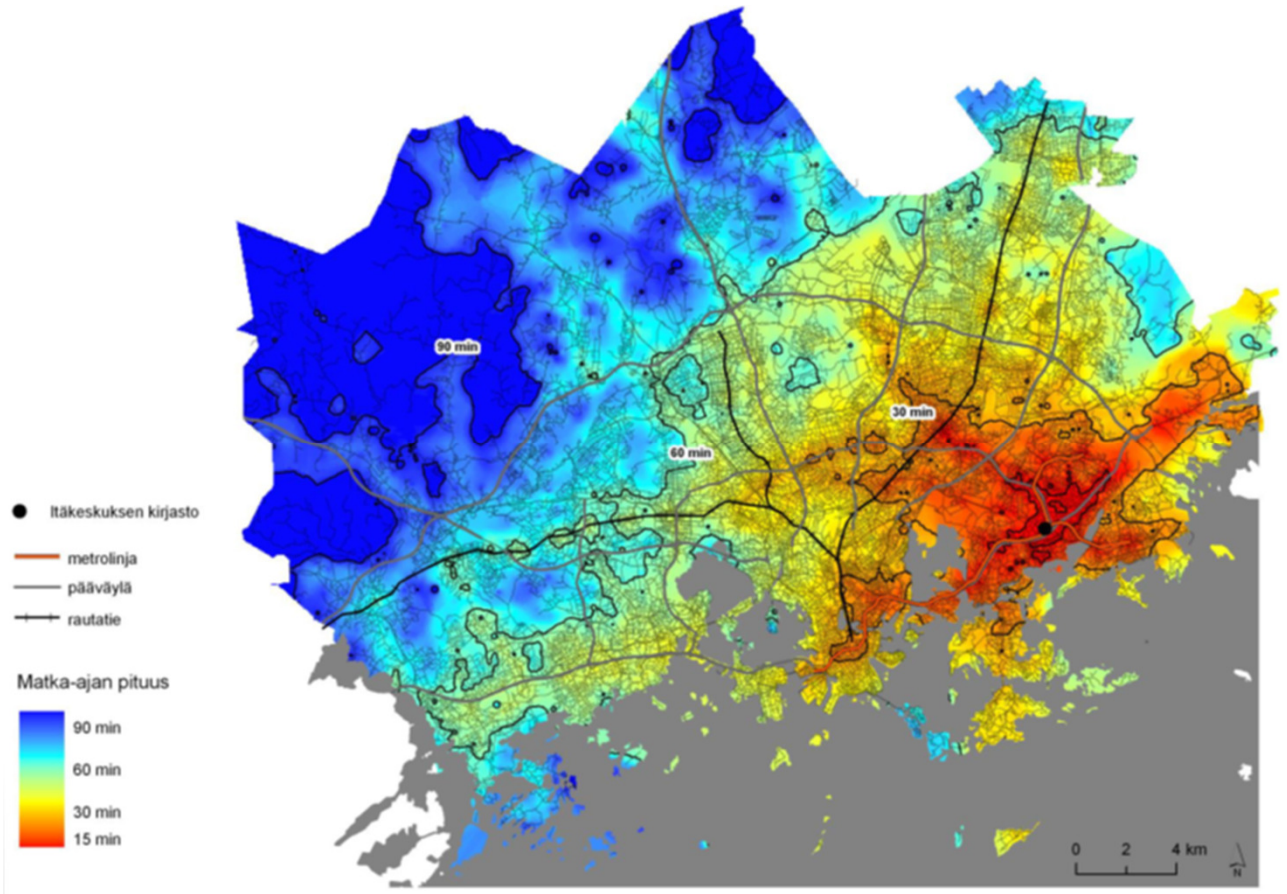 90 min
30 min
60 min
Itäkeskuksen kirjasto
metrolinja
pääväylä
rautatie
Matka-ajan pituus
90 min
60 min
30 min
15 min
0 2 4 km
N